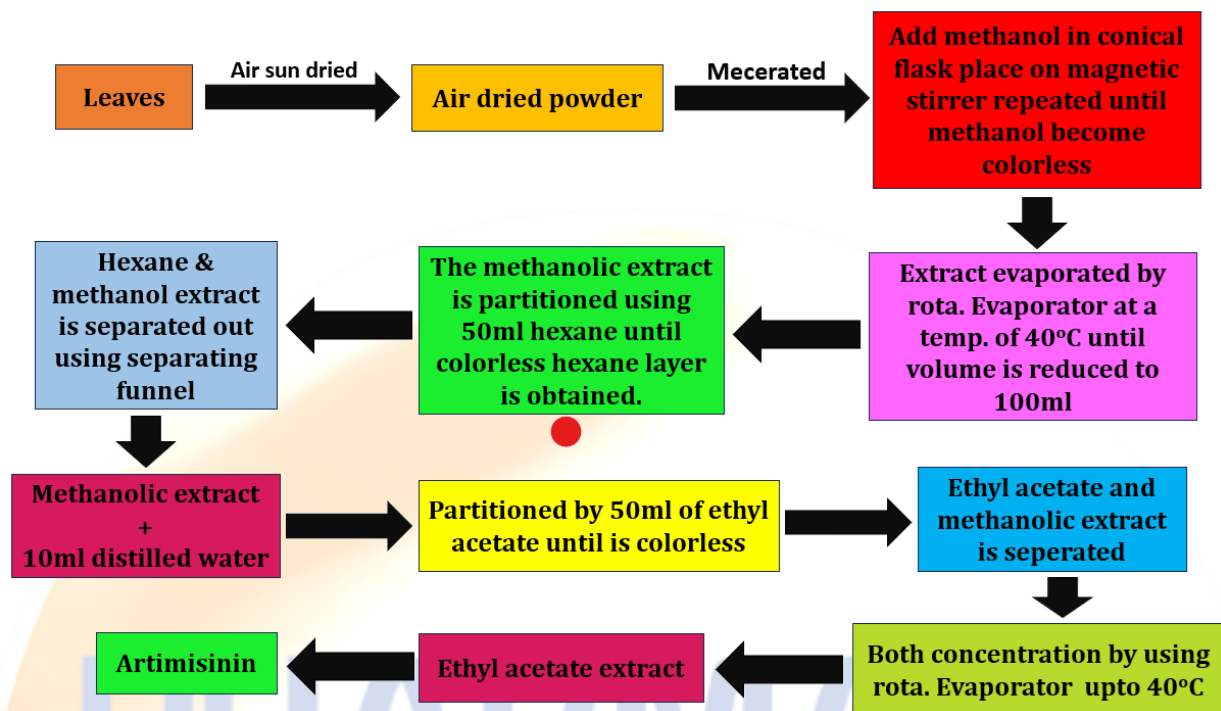 Leaves
Air sun dried
Air dried powder
Mecerated
Add methanol in conical
flask place on magnetic
stirrer repeated until
methanol become
colorless
Extract evaporated by
rota. Evaporator at a
temp. of 40°C until
volume is reduced to
100ml
The methanolic extract
is partitioned using
50ml hexane until
colorless hexane layer
is obtained.
Hexane &
methanol extract
is separated out
using separating
funnel
Methanolic extract
+
10ml distilled water
Partitioned by 50ml of ethyl
acetate until is colorless
Ethyl acetate and
methanolic extract
is seperated
Both concentration by using
rota. Evaporator upto 40°C
Ethyl acetate extract
Artimisinin